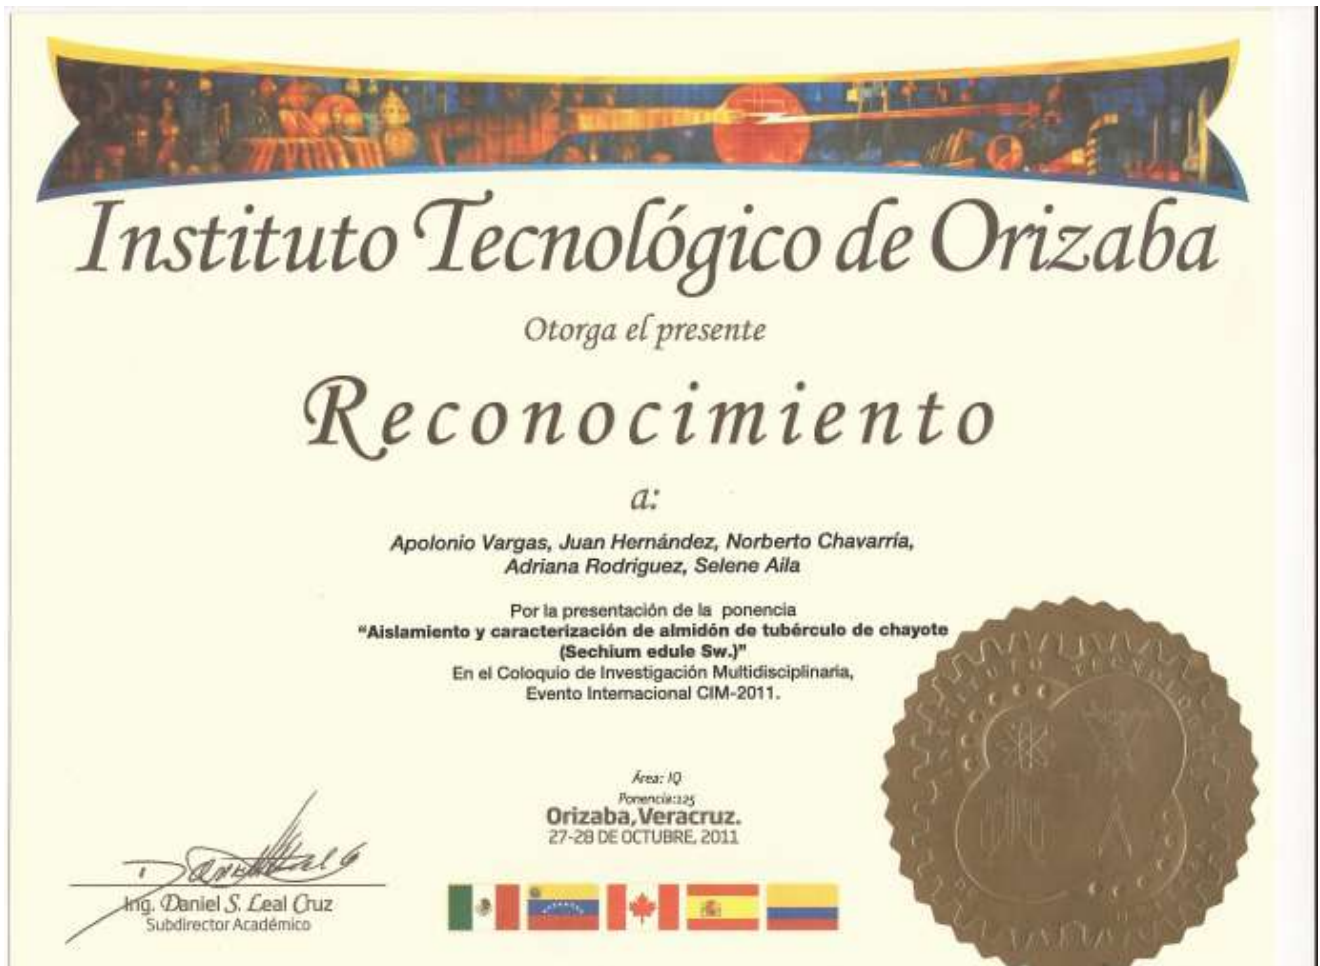 Instituto Tecnológico de Orizaba
Otorga el presente
Reconocimiento
a:
Apolonio Vargas, Juan Hernández, Norberto Chavarría,
Adriana Rodriguez, Selene Aila
Por la presentación de la ponencia
“Aislamiento y caracterización de almidón de tubérculo de chayote
(Sechium edule Sw.)”
En el Coloquio de Investigación Multidisciplinaria,
Evento Internacional CIM-2011.
Área: IQ
Ponencia:125
Orizaba, Veracruz.
27-28 DE OCTUBRE, 2011
Ing. Daniel S. Leal Cruz
Subdirector Académico